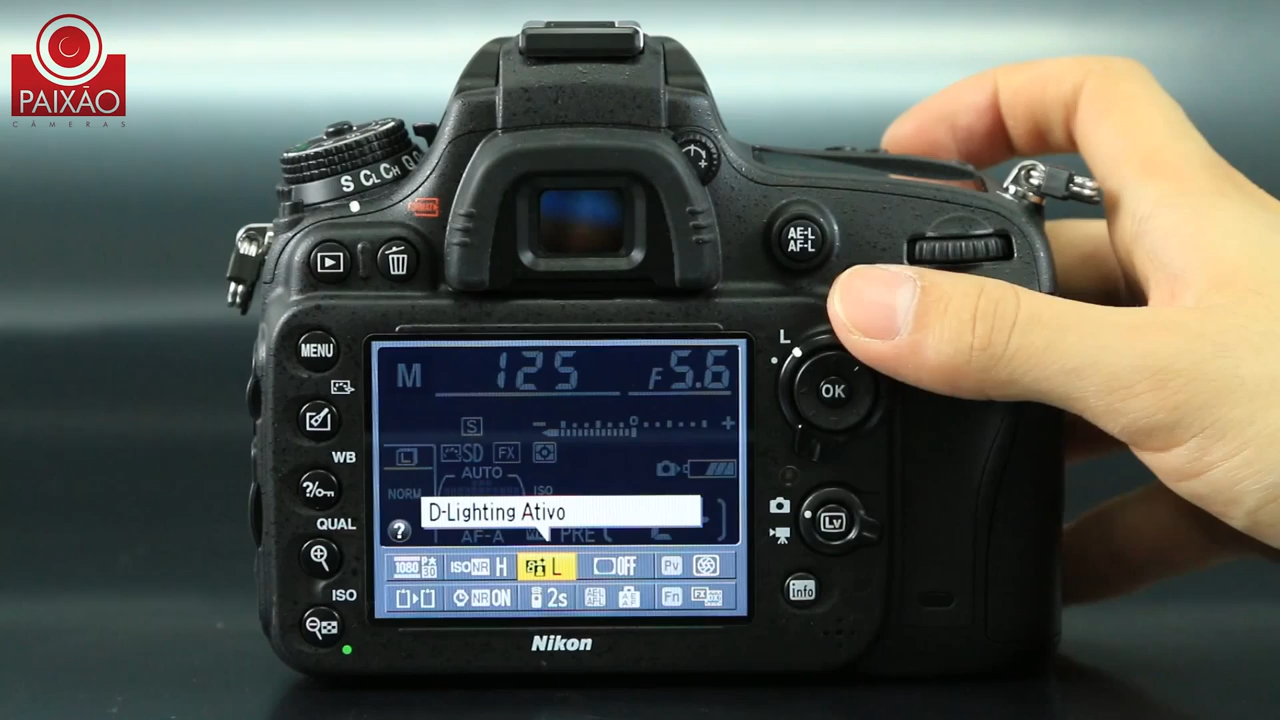 PAIXÃO
CÂMERAS
S CL CH Q
AE-L
AF-L
MENU
WB
QUAL
ISO
M 125 F5.6
S
L
SD FX
AUTO
NORM
ISO
D-Lighting Ativo
?
AF-A PRE
1080 30 ISO NR H L OFF Pv
NR ON 2s Fn FX
L
OK
Lv
info
Nikon